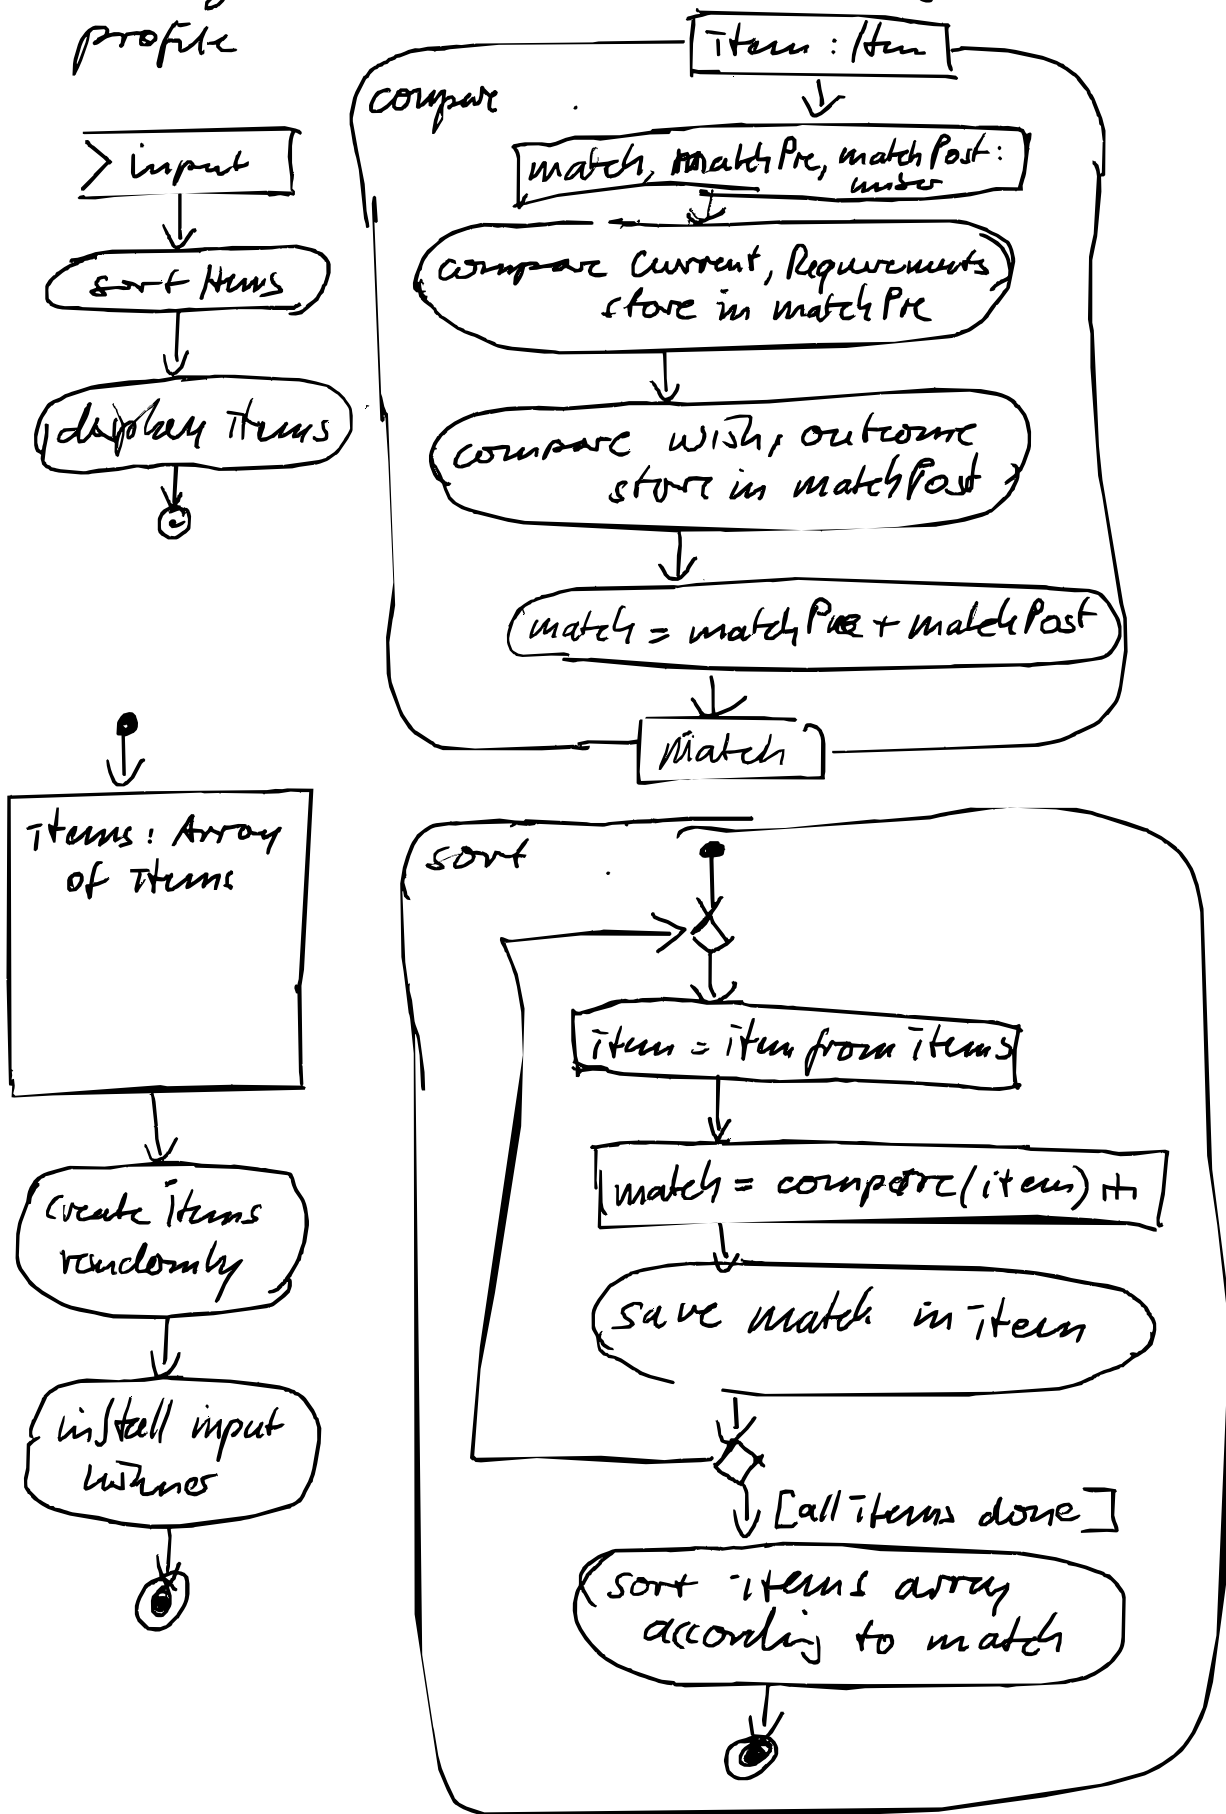 profile
input
sort Items
display items
item : Item
compare
match, matchPre, matchPost:
compare current, Requirements
store in matchPre
compare wish, outcome
store in matchPost
match = matchPre + matchPost
Match
items: Array
of Items
create items
randomly
install input
sort
item = item from items
match = compare(item)
save match in item
[all items done]
sort items array
according to match